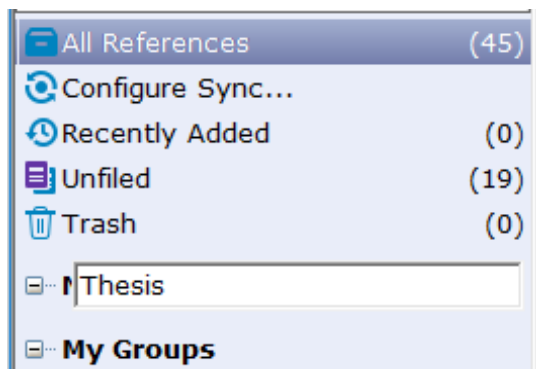 All References (45)
Configure Sync...
Recently Added (0)
Unfiled (19)
Trash (0)
Thesis
My Groups